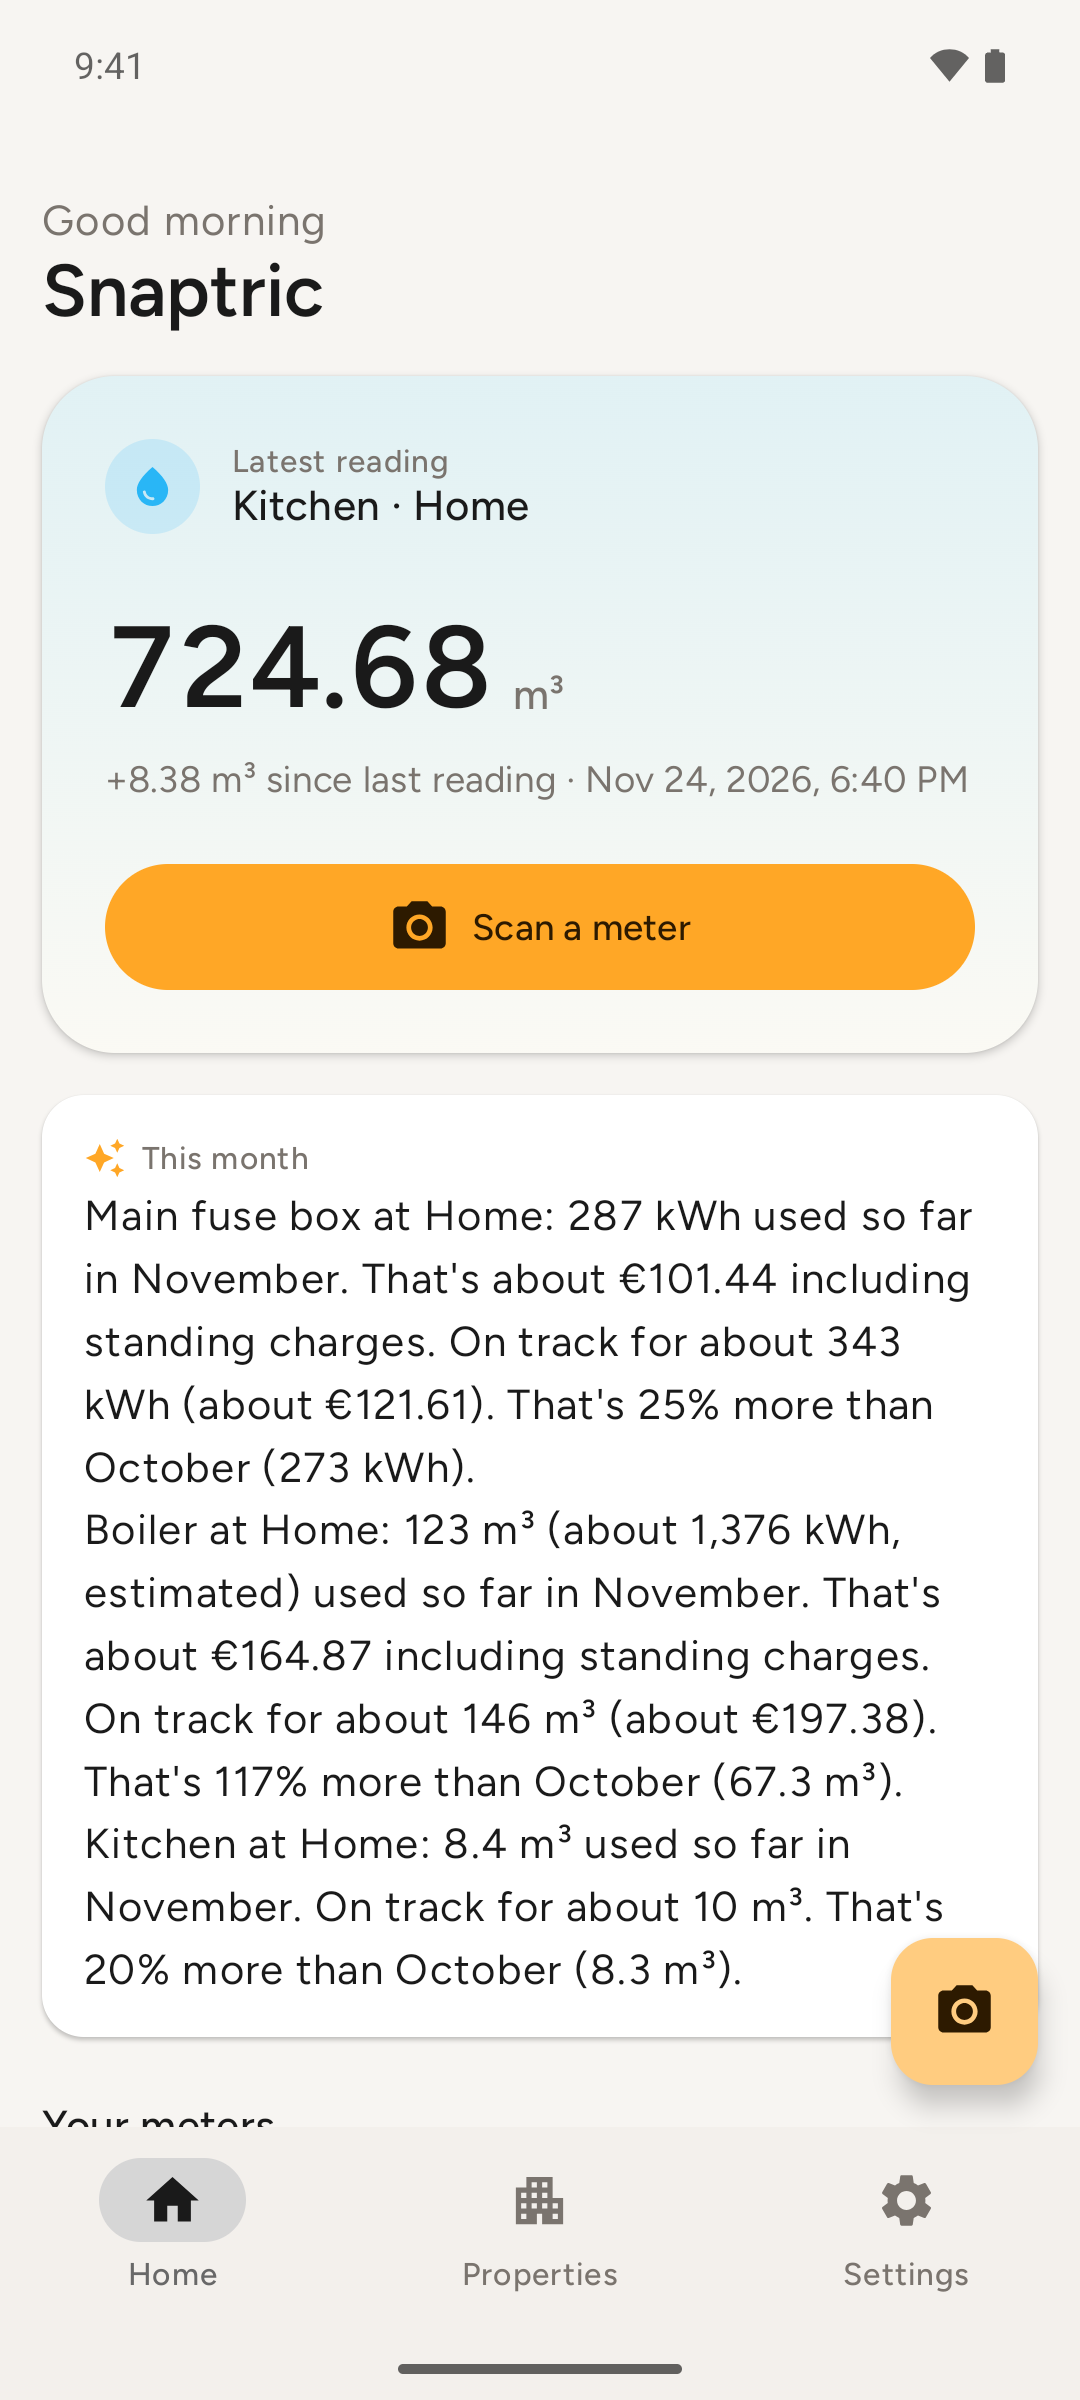 9:41
Good morning
Snaptric
Latest reading
Kitchen · Home
724.68 m³
+8.38 m³ since last reading · Nov 24, 2026, 6:40 PM
Scan a meter
This month
Main fuse box at Home: 287 kWh used so far
in November. That's about €101.44 including
standing charges. On track for about 343
kWh (about €121.61). That's 25% more than
October (273 kWh).
Boiler at Home: 123 m³ (about 1,376 kWh,
estimated) used so far in November. That's
about €164.87 including standing charges.
On track for about 146 m³ (about €197.38).
That's 117% more than October (67.3 m³).
Kitchen at Home: 8.4 m³ used so far in
November. On track for about 10 m³. That's
20% more than October (8.3 m³).
Your meters
Home
Properties
Settings